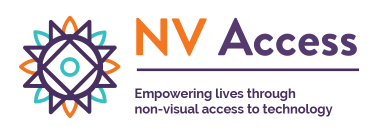 NV Access
Empowering lives through
non-visual access to technology